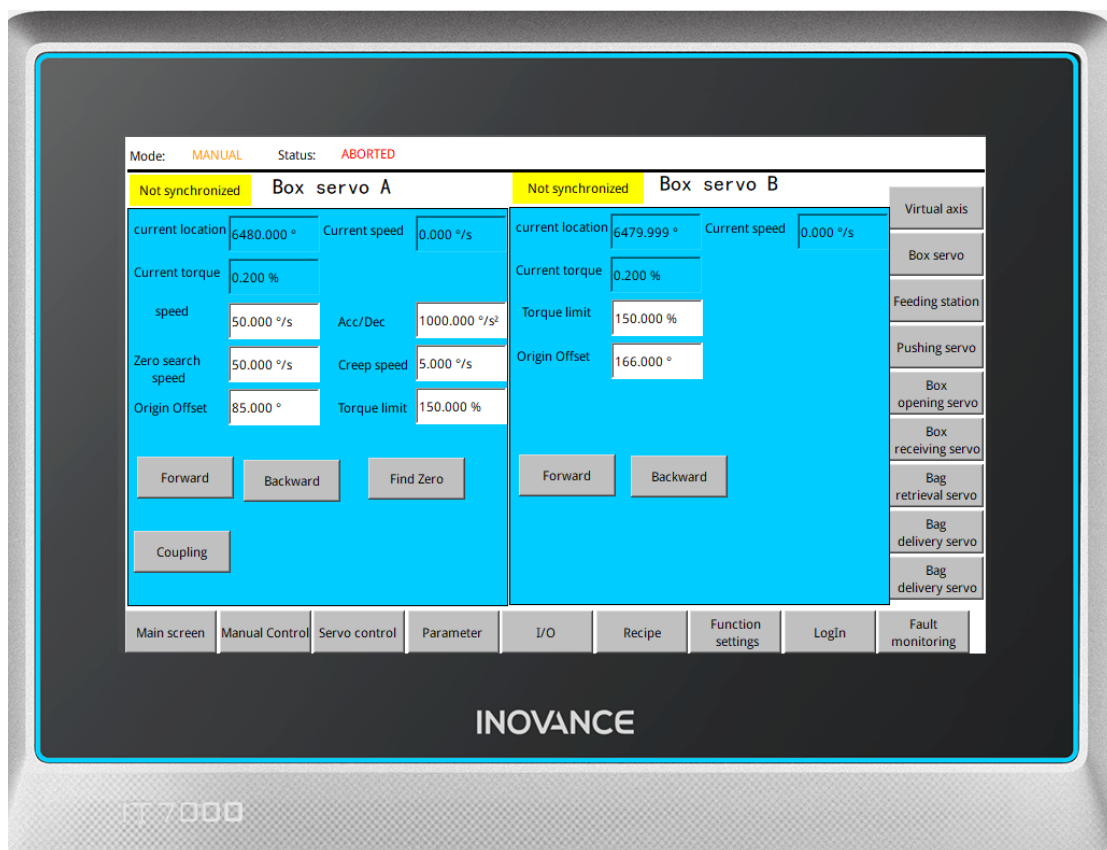 Mode: MANUAL Status: ABORTED
Not synchronized Box servo A
current location 6480.000 ° Current speed 0.000 °/s
Current torque 0.200 %
speed 50.000 °/s Acc/Dec 1000.000 °/s²
Zero search speed 50.000 °/s Creep speed 5.000 °/s
Origin Offset 85.000 ° Torque limit 150.000 %
Forward Backward Find Zero
Coupling
Not synchronized Box servo B
current location 6479.999 ° Current speed 0.000 °/s
Current torque 0.200 %
Torque limit 150.000 %
Origin Offset 166.000 °
Forward Backward
Virtual axis
Box servo
Feeding station
Pushing servo
Box
opening servo
Box
receiving servo
Bag
retrieval servo
Bag
delivery servo
Bag
delivery servo
Main screen Manual Control Servo control Parameter I/O Recipe Function settings LogIn Fault monitoring
INOVANCE
IT7000